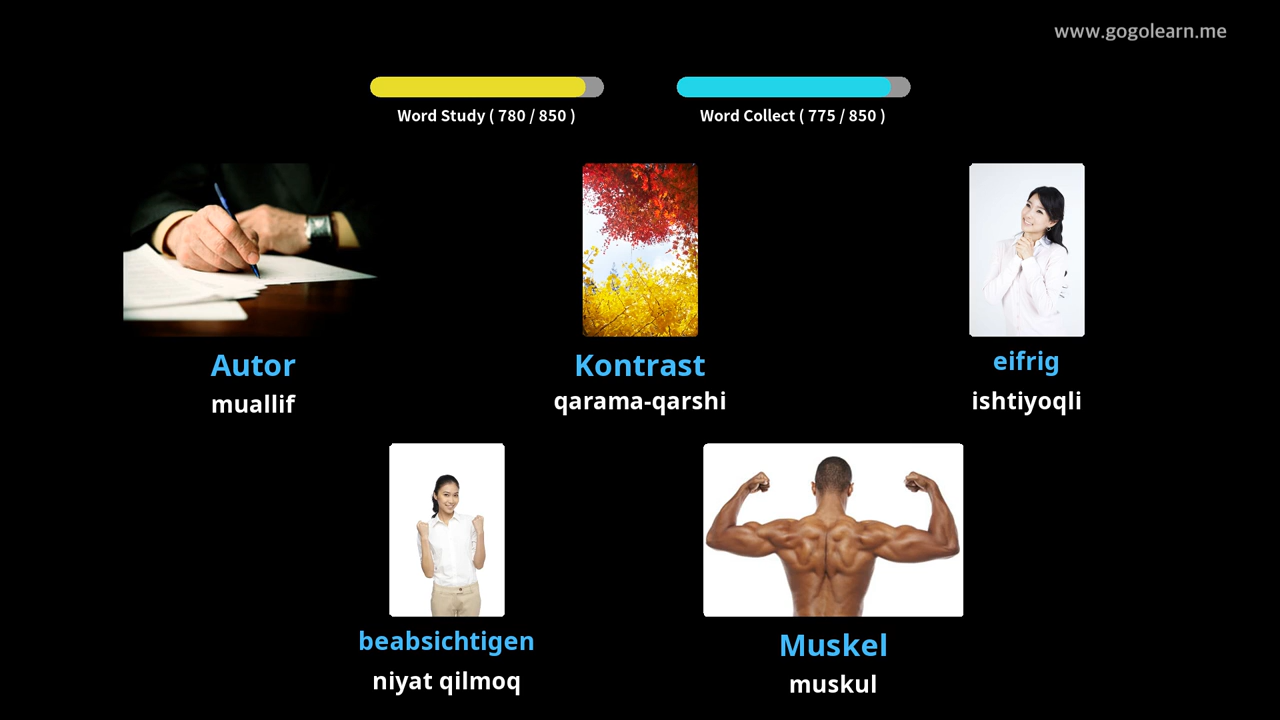 www.gogolearn.me
Word Study ( 780 / 850 )
Word Collect ( 775 / 850 )
Autor
muallif
Kontrast
qarama-qarshi
eifrig
ishtiyoqli
beabsichtigen
niyat qilmoq
Muskel
muskul